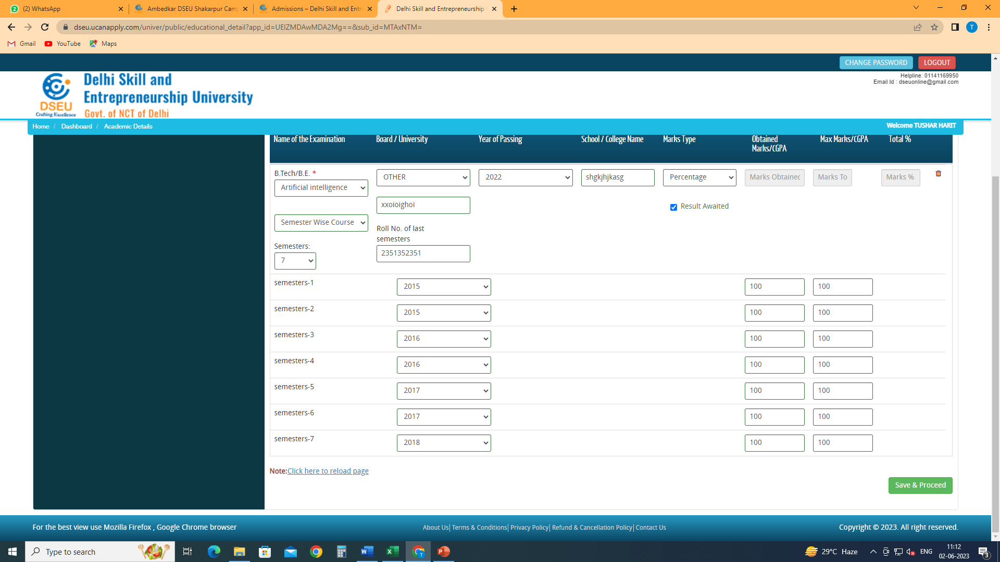 (2) WhatsApp
Ambedkar DSEU Shakarpur Cam
Admissions – Delhi Skill and Entr
Delhi Skill and Entrepreneurship
dseu.ucanapply.com/univer/public/educational_detail?app_id=UElZMDAwMDA2Mg==&sub_id=MTAxNTM=
T
Gmail YouTube Maps
CHANGE PASSWORD LOGOUT
Helpline: 01141169950
Email Id : dseuonline@gmail.com
Delhi Skill and
Entrepreneurship University
Govt. of NCT of Delhi
DSEU
Crafting Excellence
Home / Dashboard / Academic Details
Welcome TUSHAR HARIT
Name of the Examination Board / University Year of Passing School / College Name Marks Type Obtained Marks/CGPA Max Marks/CGPA Total %
B.Tech/B.E. *
Artificial intelligence OTHER 2022 shgkjhjkasg Percentage Marks Obtained Marks To Marks %
xxoioighoi Result Awaited
Semester Wise Course
Roll No. of last
semesters
Semesters:
2351352351
7
semesters-1 2015 100 100
semesters-2 2015 100 100
semesters-3 2016 100 100
semesters-4 2016 100 100
semesters-5 2017 100 100
semesters-6 2017 100 100
semesters-7 2018 100 100
Note:Click here to reload page
Save & Proceed
For the best view use Mozilla Firefox , Google Chrome browser
About Us| Terms & Conditions| Privacy Policy| Refund & Cancellation Policy| Contact Us
Copyright © 2023. All right reserved.
Type to search
29°C Haze
ENG
11:12
02-06-2023
3